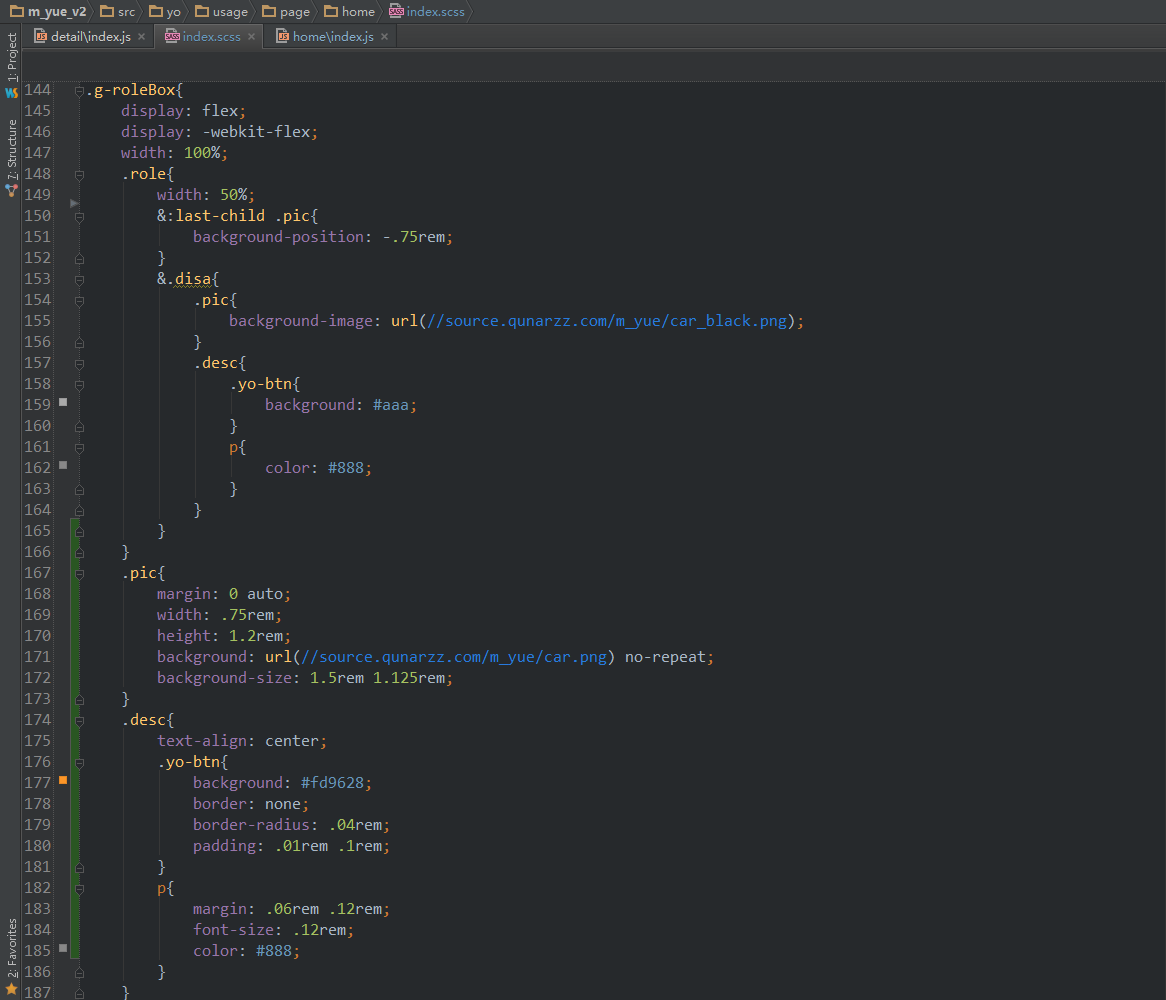 m_yue_v2 src yo usage page home index.scss
detail\index.js × index.scss × home\index.js ×
1: Project
7: Structure
2: Favorites
144 .g-roleBox{
145 display: flex;
146 display: -webkit-flex;
147 width: 100%;
148 .role{
149 width: 50%;
150 &:last-child .pic{
151 background-position: -.75rem;
152 }
153 &.disa{
154 .pic{
155 background-image: url(//source.qunarzz.com/m_yue/car_black.png);
156 }
157 .desc{
158 .yo-btn{
159 background: #aaa;
160 }
161 p{
162 color: #888;
163 }
164 }
165 }
166 }
167 .pic{
168 margin: 0 auto;
169 width: .75rem;
170 height: 1.2rem;
171 background: url(//source.qunarzz.com/m_yue/car.png) no-repeat;
172 background-size: 1.5rem 1.125rem;
173 }
174 .desc{
175 text-align: center;
176 .yo-btn{
177 background: #fd9628;
178 border: none;
179 border-radius: .04rem;
180 padding: .01rem .1rem;
181 }
182 p{
183 margin: .06rem .12rem;
184 font-size: .12rem;
185 color: #888;
186 }
187 }